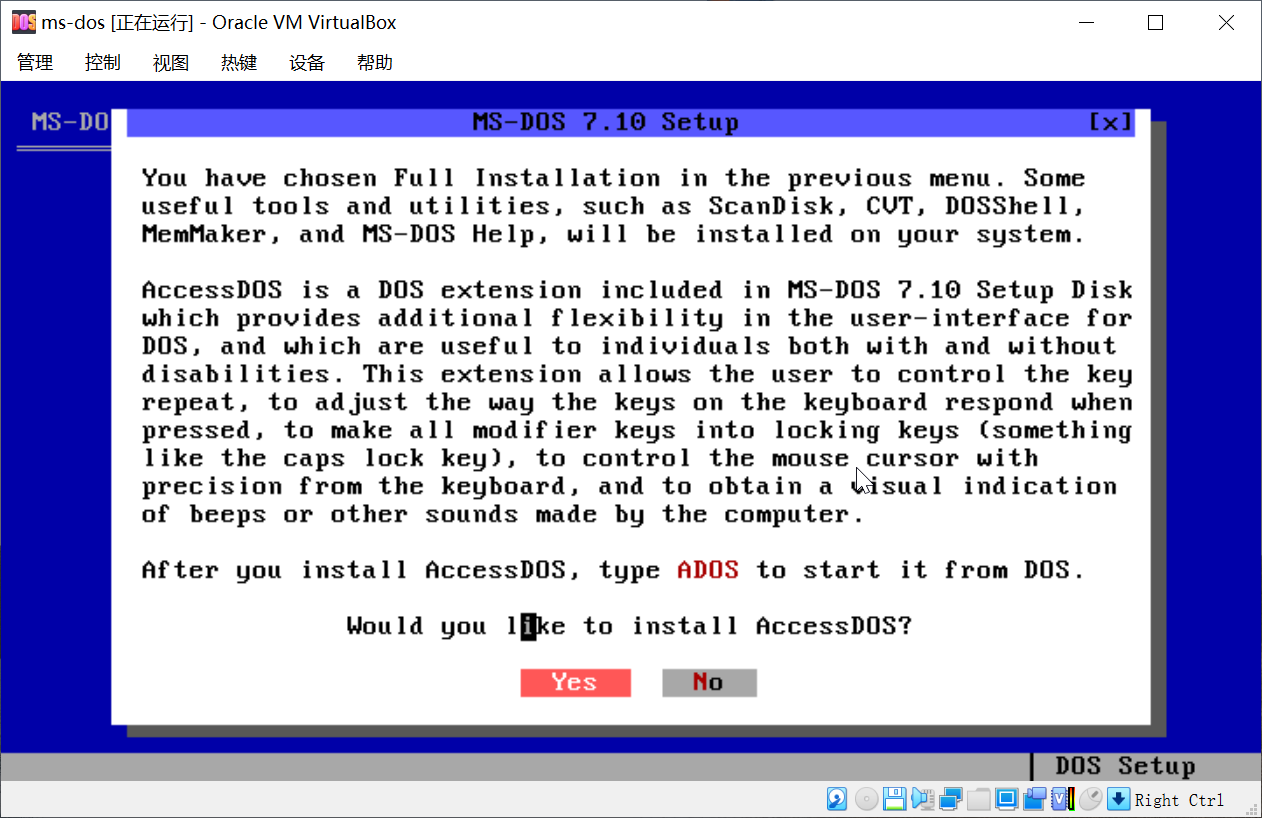 ms-dos [正在运行] - Oracle VM VirtualBox
管理 控制 视图 热键 设备 帮助
MS-DO
MS-DOS 7.10 Setup [x]
You have chosen Full Installation in the previous menu. Some
useful tools and utilities, such as ScanDisk, CVT, DOSShell,
MemMaker, and MS-DOS Help, will be installed on your system.
AccessDOS is a DOS extension included in MS-DOS 7.10 Setup Disk
which provides additional flexibility in the user-interface for
DOS, and which are useful to individuals both with and without
disabilities. This extension allows the user to control the key
repeat, to adjust the way the keys on the keyboard respond when
pressed, to make all modifier keys into locking keys (something
like the caps lock key), to control the mouse cursor with
precision from the keyboard, and to obtain a visual indication
of beeps or other sounds made by the computer.
After you install AccessDOS, type ADOS to start it from DOS.
Would you like to install AccessDOS?
Yes No
DOS Setup
Right Ctrl